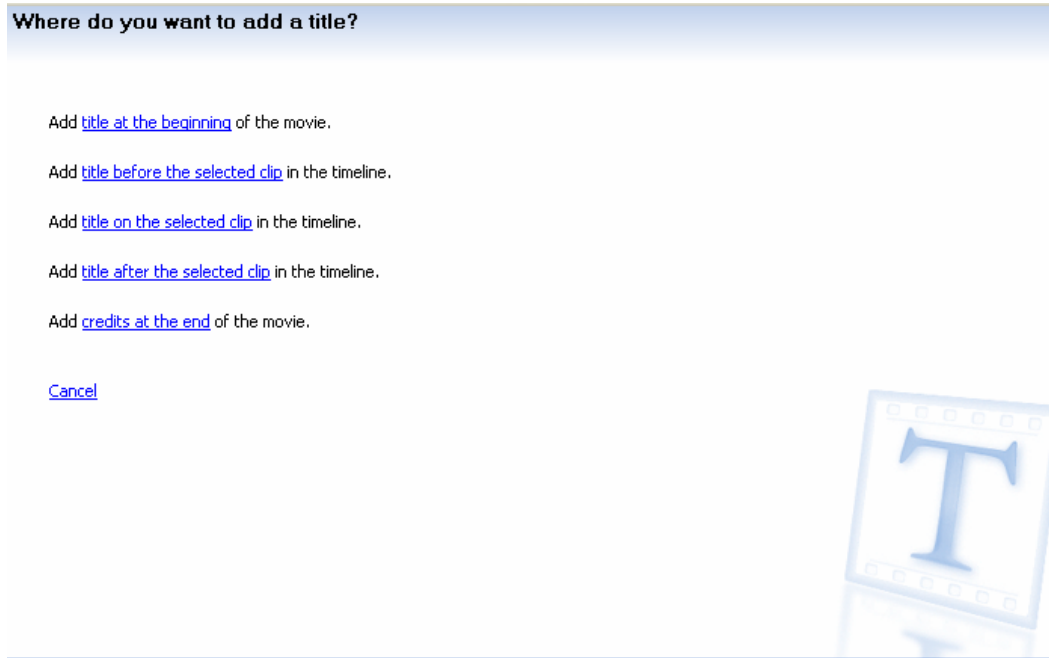 Where do you want to add a title?
Add title at the beginning of the movie.
Add title before the selected clip in the timeline.
Add title on the selected clip in the timeline.
Add title after the selected clip in the timeline.
Add credits at the end of the movie.
Cancel
T